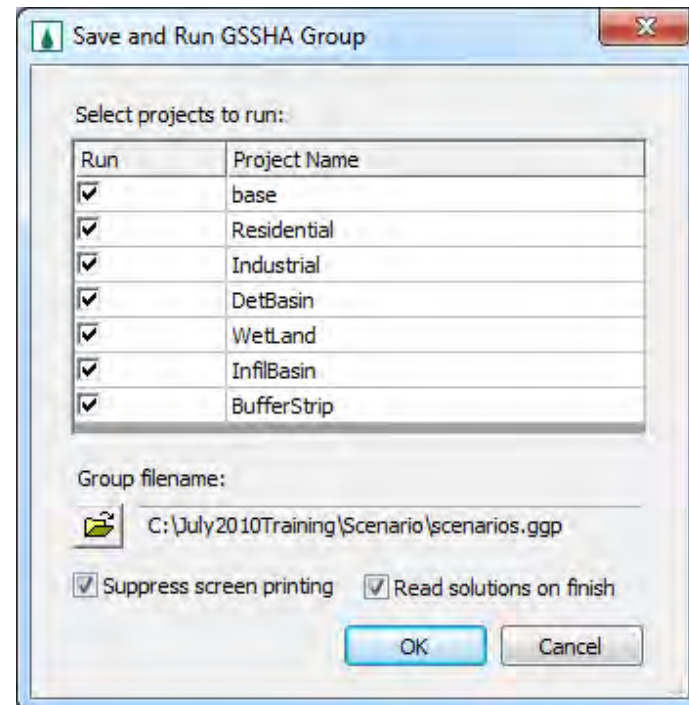 Save and Run GSSHA Group
Select projects to run:
Run Project Name
base
Residential
Industrial
DetBasin
WetLand
InfilBasin
BufferStrip
Group filename:
C:\July2010Training\Scenario\scenarios.ggp
Suppress screen printing Read solutions on finish
OK Cancel